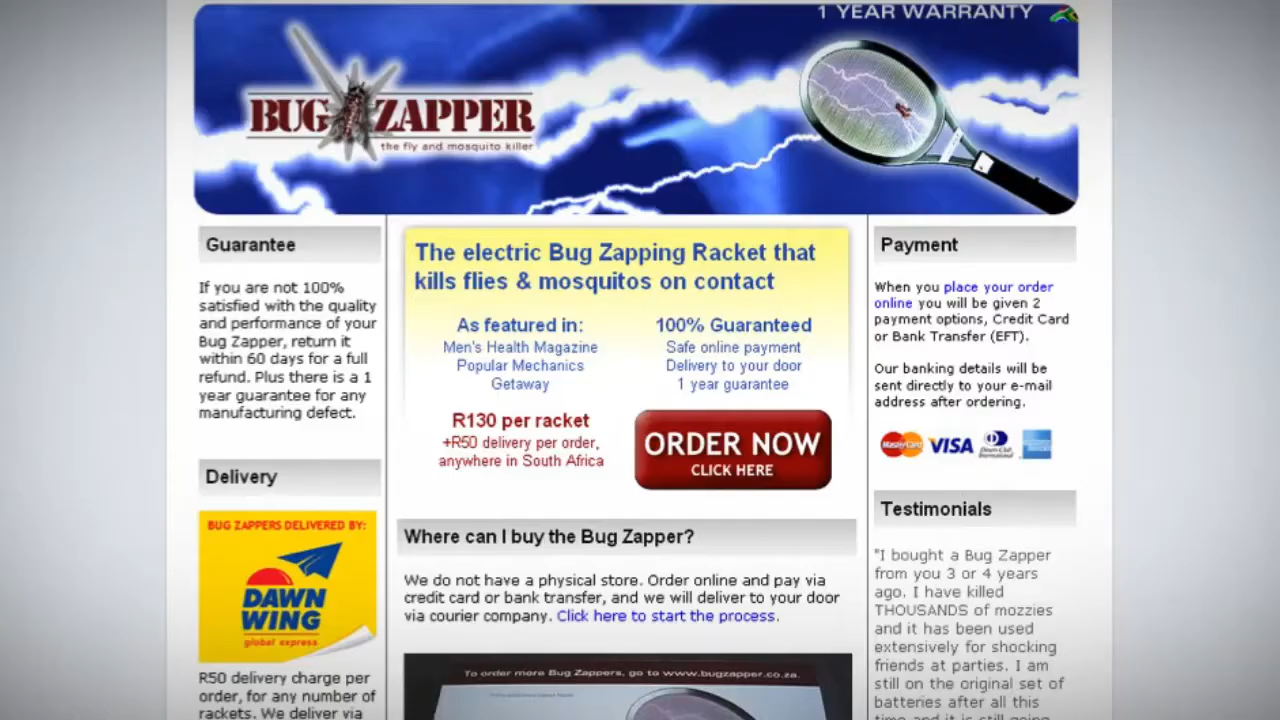 1 YEAR WARRANTY
BUG ZAPPER
the fly and mosquito killer
Guarantee
If you are not 100%
satisfied with the quality
and performance of your
Bug Zapper, return it
within 60 days for a full
refund. Plus there is a 1
year guarantee for any
manufacturing defect.
Delivery
BUG ZAPPERS DELIVERED BY:
DAWN
WING
global express
R50 delivery charge per
order, for any number of
rackets. We deliver via
The electric Bug Zapping Racket that
kills flies & mosquitos on contact
As featured in:
Men's Health Magazine
Popular Mechanics
Getaway
100% Guaranteed
Safe online payment
Delivery to your door
1 year guarantee
R130 per racket
+R50 delivery per order,
anywhere in South Africa
ORDER NOW
CLICK HERE
Where can I buy the Bug Zapper?
We do not have a physical store. Order online and pay via
credit card or bank transfer, and we will deliver to your door
via courier company. Click here to start the process.
To order more Bug Zappers, go to www.bugzapper.co.za.
Payment
When you place your order
online you will be given 2
payment options, Credit Card
or Bank Transfer (EFT).
Our banking details will be
sent directly to your e-mail
address after ordering.
MasterCard VISA Diners Club
International
Testimonials
"I bought a Bug Zapper
from you 3 or 4 years
ago. I have killed
THOUSANDS of mozzies
and it has been used
extensively for shocking
friends at parties. I am
still on the original set of
batteries after all this
time and it is still going